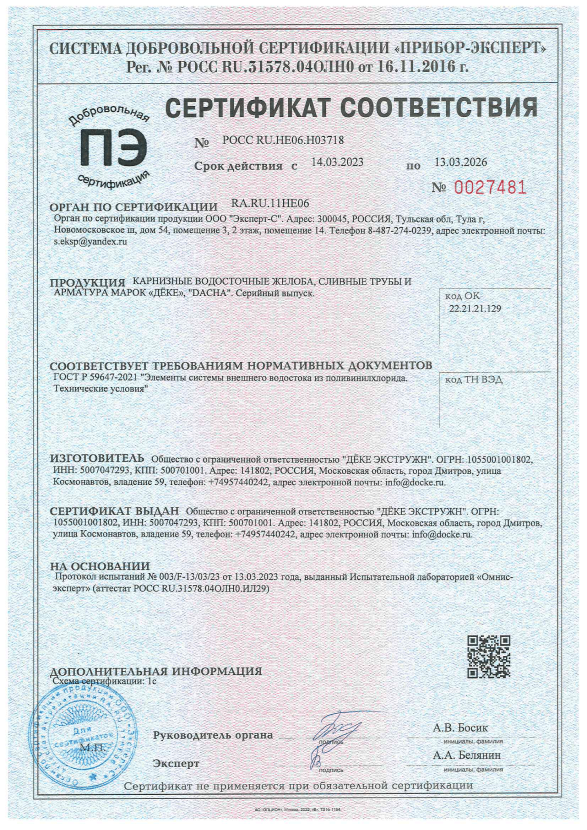 СИСТЕМА ДОБРОВОЛЬНОЙ СЕРТИФИКАЦИИ «ПРИБОР-ЭКСПЕРТ»
Рег. № РОСС RU.31578.04ОЛН0 от 16.11.2016 г.
Добровольная
ПЭ
сертификация
СЕРТИФИКАТ СООТВЕТСТВИЯ
№ РОСС RU.НЕ06.Н03718
Срок действия с 14.03.2023 по 13.03.2026
№ 0027481
ОРГАН ПО СЕРТИФИКАЦИИ RA.RU.11НЕ06
Орган по сертификации продукции ООО "Эксперт-С". Адрес: 300045, РОССИЯ, Тульская обл, Тула г,
Новомосковское ш, дом 54, помещение 3, 2 этаж, помещение 14. Телефон 8-487-274-0239, адрес электронной почты:
s.eksp@yandex.ru
ПРОДУКЦИЯ КАРНИЗНЫЕ ВОДОСТОЧНЫЕ ЖЕЛОБА, СЛИВНЫЕ ТРУБЫ И
АРМАТУРА МАРОК «ДЁКЕ», "DACHA". Серийный выпуск.
код ОК
22.21.21.129
СООТВЕТСТВУЕТ ТРЕБОВАНИЯМ НОРМАТИВНЫХ ДОКУМЕНТОВ
ГОСТ Р 59647-2021 "Элементы системы внешнего водостока из поливинилхлорида.
Технические условия"
код ТН ВЭД
ИЗГОТОВИТЕЛЬ Общество с ограниченной ответственностью "ДЁКЕ ЭКСТРУЖН". ОГРН: 1055001001802,
ИНН: 5007047293, КПП: 500701001. Адрес: 141802, РОССИЯ, Московская область, город Дмитров, улица
Космонавтов, владение 59, телефон: +74957440242, адрес электронной почты: info@docke.ru.
СЕРТИФИКАТ ВЫДАН Общество с ограниченной ответственностью "ДЁКЕ ЭКСТРУЖН". ОГРН:
1055001001802, ИНН: 5007047293, КПП: 500701001. Адрес: 141802, РОССИЯ, Московская область, город Дмитров,
улица Космонавтов, владение 59, телефон: +74957440242, адрес электронной почты: info@docke.ru.
НА ОСНОВАНИИ
Протокол испытаний № 003/F-13/03/23 от 13.03.2023 года, выданный Испытательной лабораторией «Омнис-
эксперт» (аттестат РОСС RU.31578.04ОЛН0.ИЛ29)
ДОПОЛНИТЕЛЬНАЯ ИНФОРМАЦИЯ
Схема сертификации: 1с
Для
сертификатов
М.П.
Руководитель органа
подпись
А.В. Босик
инициалы, фамилия
Эксперт
подпись
А.А. Белянин
инициалы, фамилия
Сертификат не применяется при обязательной сертификации